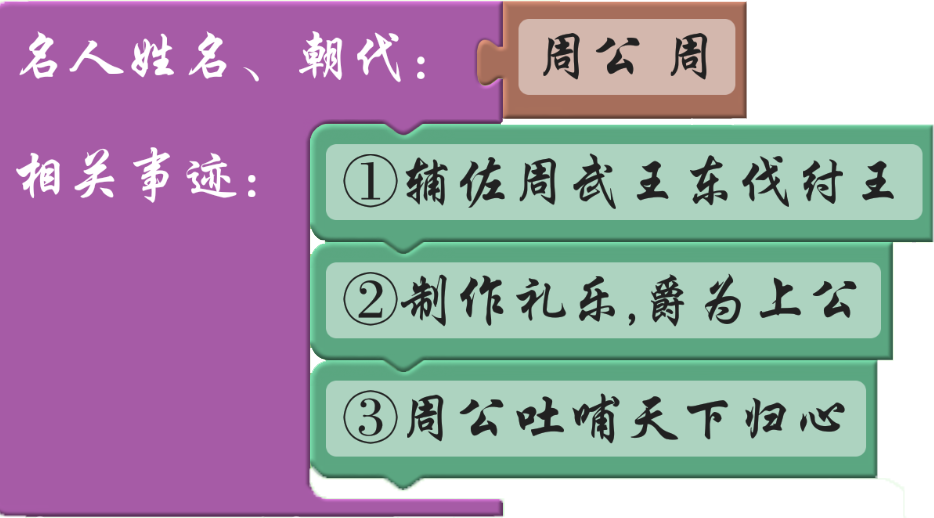 名人姓名、朝代： 周公 周
相关事迹：
①辅佐周武王东伐纣王
②制作礼乐,爵为上公
③周公吐哺天下归心